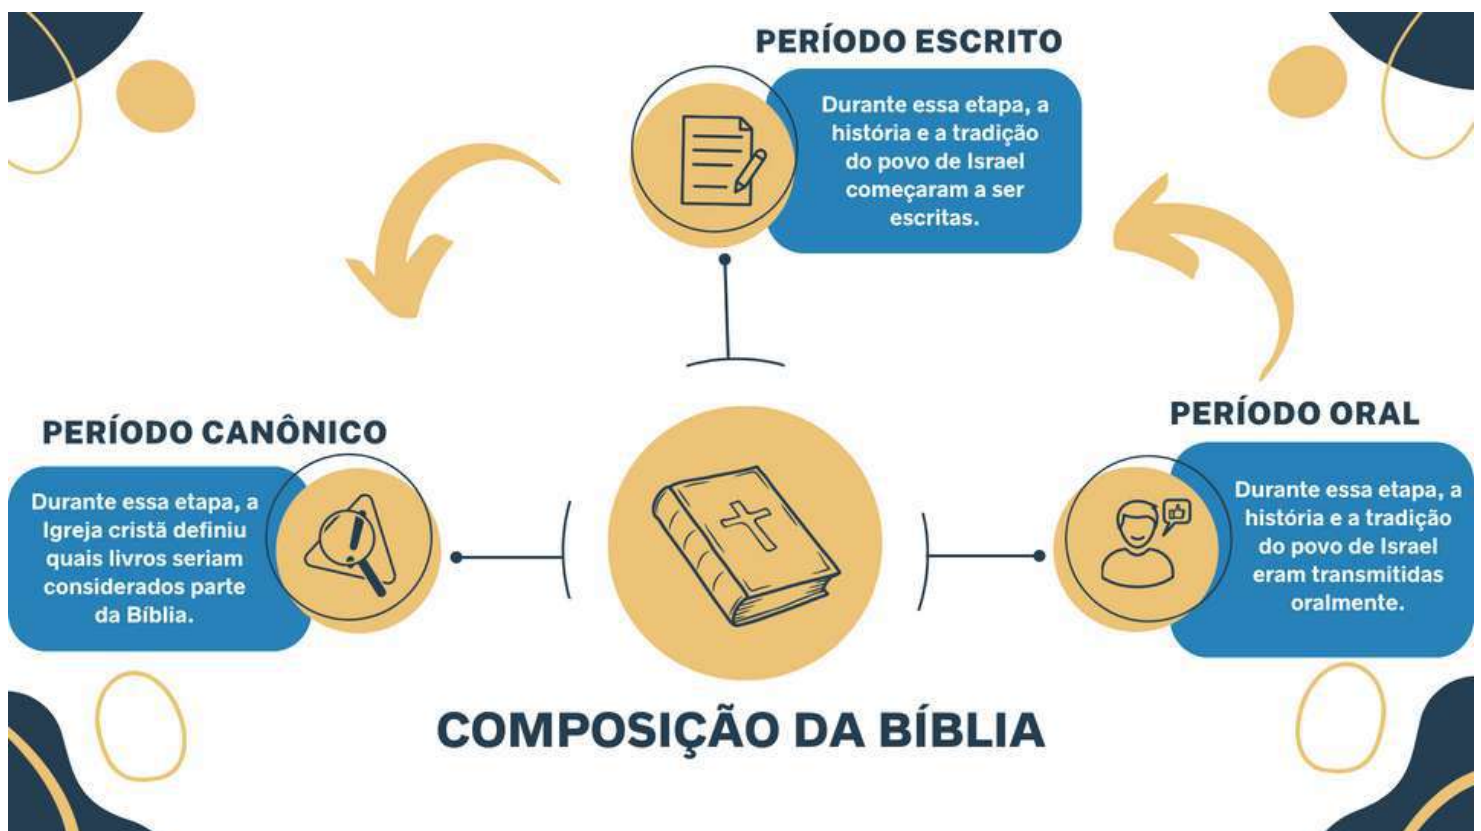 PERÍODO ESCRITO
Durante essa etapa, a
história e a tradição
do povo de Israel
começaram a ser
escritas.
PERÍODO CANÔNICO
Durante essa etapa, a
Igreja cristã definiu
quais livros seriam
considerados parte
da Bíblia.
PERÍODO ORAL
Durante essa etapa, a
história e a tradição
do povo de Israel
eram transmitidas
oralmente.
COMPOSIÇÃO DA BÍBLIA